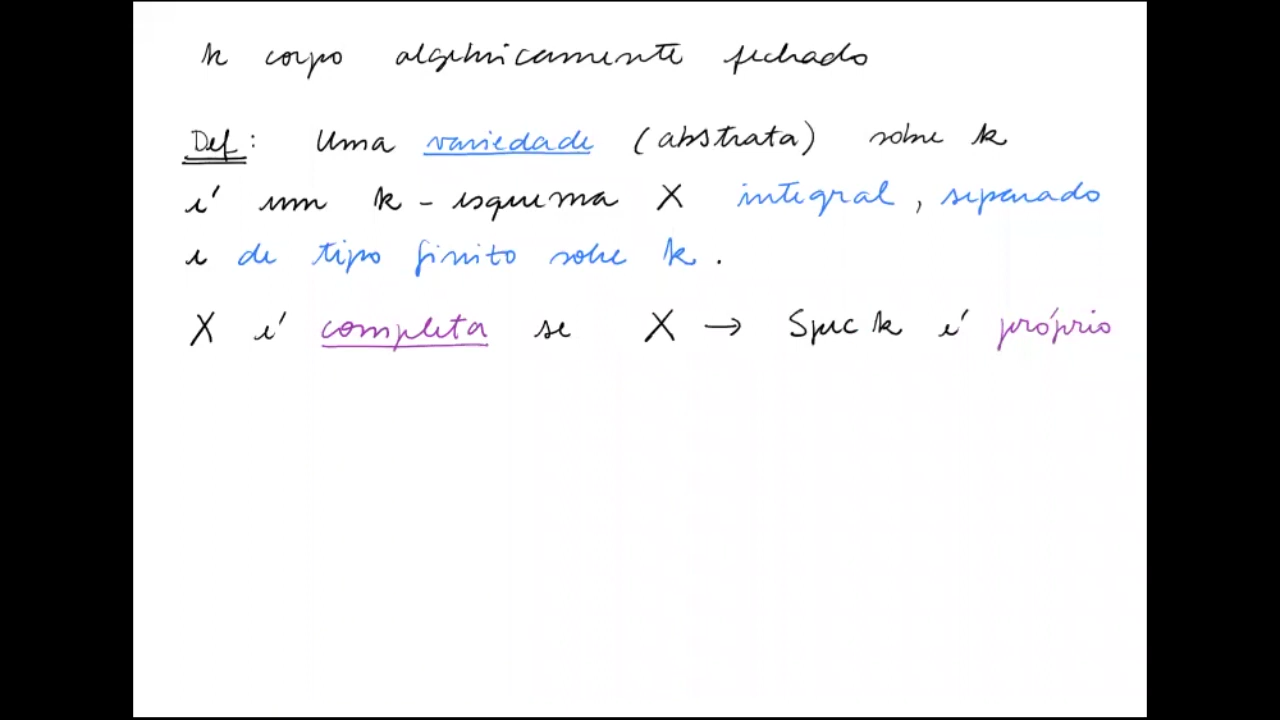 k corpo algebricamente fechado
Def: Uma variedade (abstrata) sobre k
é um k-esquema X integral, separado
e de tipo finito sobre k.
X é completa se X → Spec k é próprio